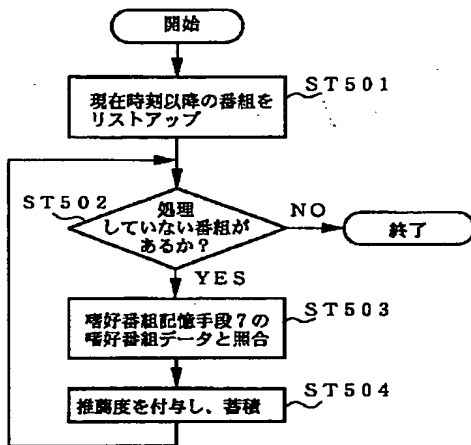 開始
ST501
現在時刻以降の番組を
リストアップ
ST502
処理
していない番組が
あるか?
NO
終了
YES
ST503
嗜好番組記憶手段7の
嗜好番組データと照合
ST504
推薦度を付与し、蓄積